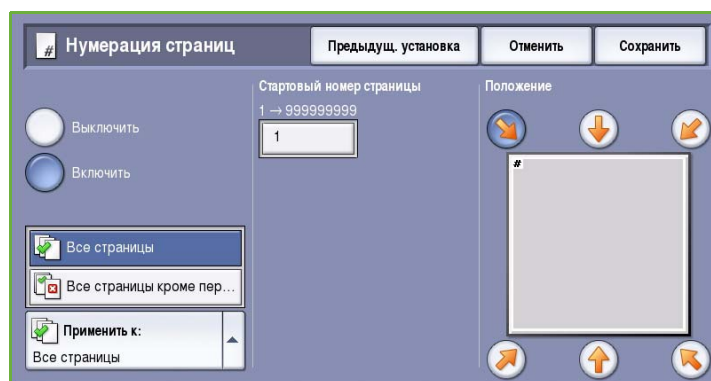 # Нумерация страниц
Предыдущ. установка
Отменить
Сохранить
Стартовый номер страницы
1 → 999999999
1
Положение
Выключить
Включить
#
Все страницы
Все страницы кроме пер...
Применить к:
Все страницы